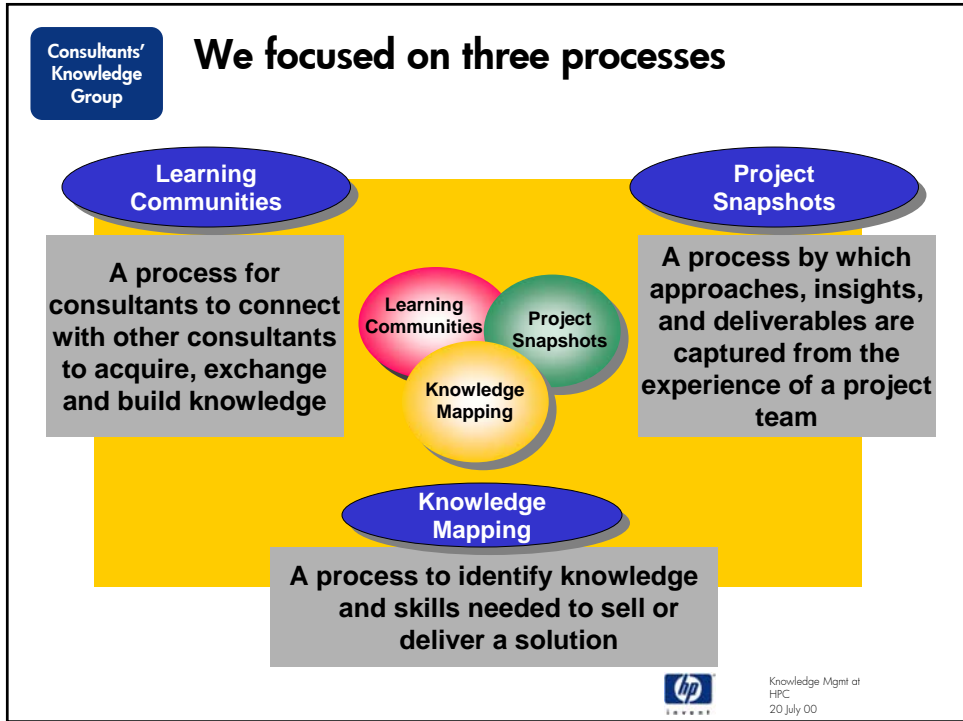 Consultants'
Knowledge
Group
We focused on three processes
Learning
Communities
A process for
consultants to connect
with other consultants
to acquire, exchange
and build knowledge
Project
Snapshots
A process by which
approaches, insights,
and deliverables are
captured from the
experience of a project
team
Learning
Communities
Project
Snapshots
Knowledge
Mapping
Knowledge
Mapping
A process to identify knowledge
and skills needed to sell or
deliver a solution
hp
invent
Knowledge Mgmt at
HPC
20 July 00